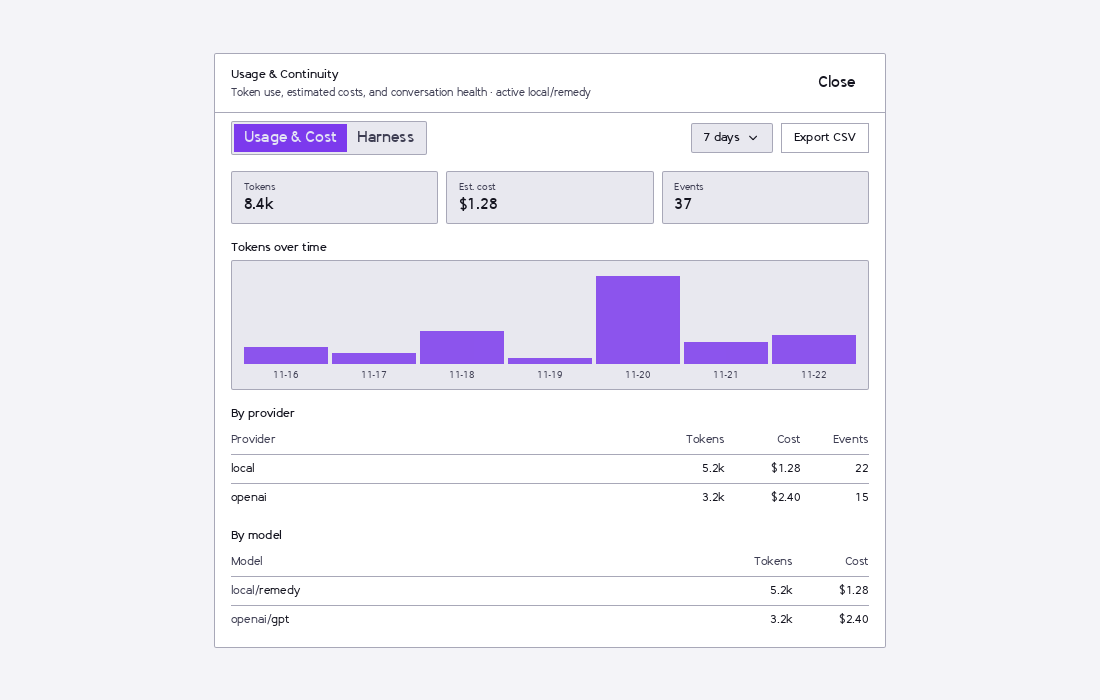 Usage & Continuity
Token use, estimated costs, and conversation health · active local/remedy
Close
Usage & Cost
Harness
7 days
Export CSV
Tokens
8.4k
Est. cost
$1.28
Events
37
Tokens over time
11-16 11-17 11-18 11-19 11-20 11-21 11-22
By provider
Provider Tokens Cost Events
local 5.2k $1.28 22
openai 3.2k $2.40 15
By model
Model Tokens Cost
local/remedy 5.2k $1.28
openai/gpt 3.2k $2.40